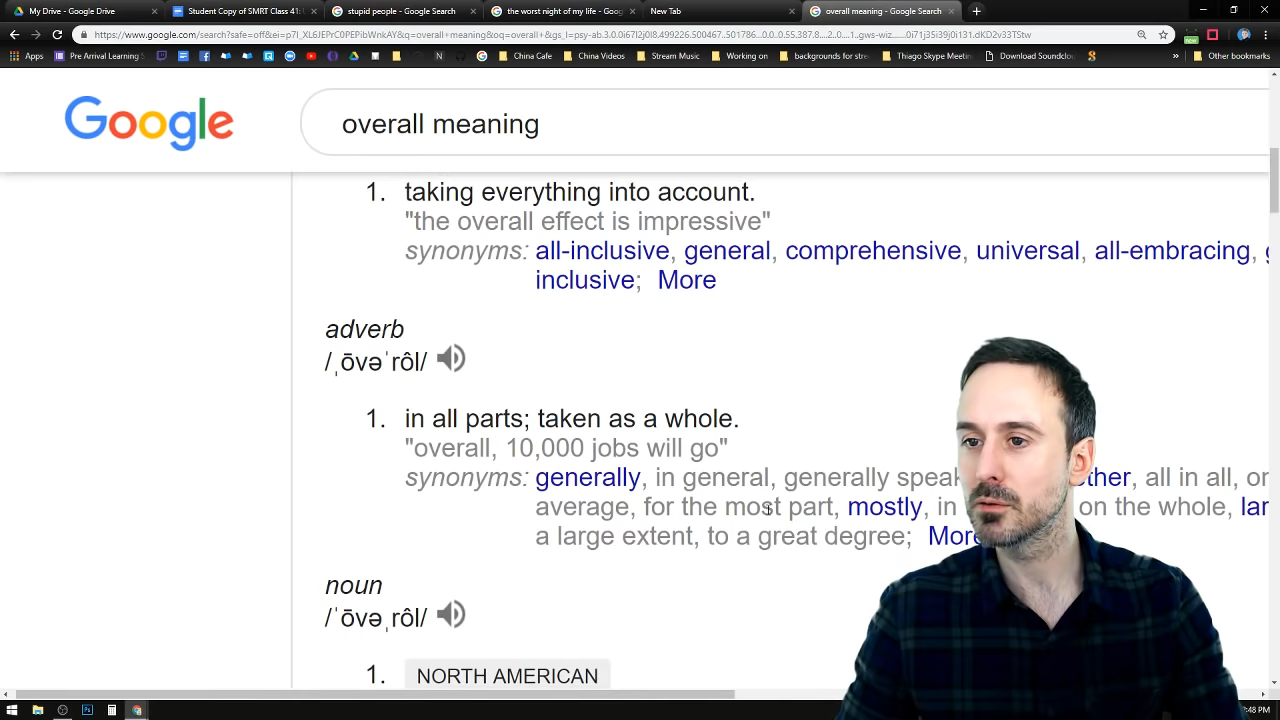 My Drive - Google Drive
Student Copy of SMRT Class 41:
stupid people - Google Search
the worst night of my life - Goo
New Tab
overall meaning - Google Search
Apps
Pre Arrival Learning
China Cafe
China Videos
Stream Music
Working on
backgrounds for stre
Thiago Skype Meetin
Download Soundclo
Other bookmarks
Google
overall meaning
1. taking everything into account.
"the overall effect is impressive"
synonyms: all-inclusive, general, comprehensive, universal, all-embracing,
inclusive; More
adverb
/ˌōvəˈrôl/
1. in all parts; taken as a whole.
"overall, 10,000 jobs will go"
synonyms: generally, in general, generally speak ther, all in all, on
average, for the most part, mostly, in on the whole, lar
a large extent, to a great degree; More
noun
/ˈōvəˌrôl/
1. NORTH AMERICAN
:48 PM